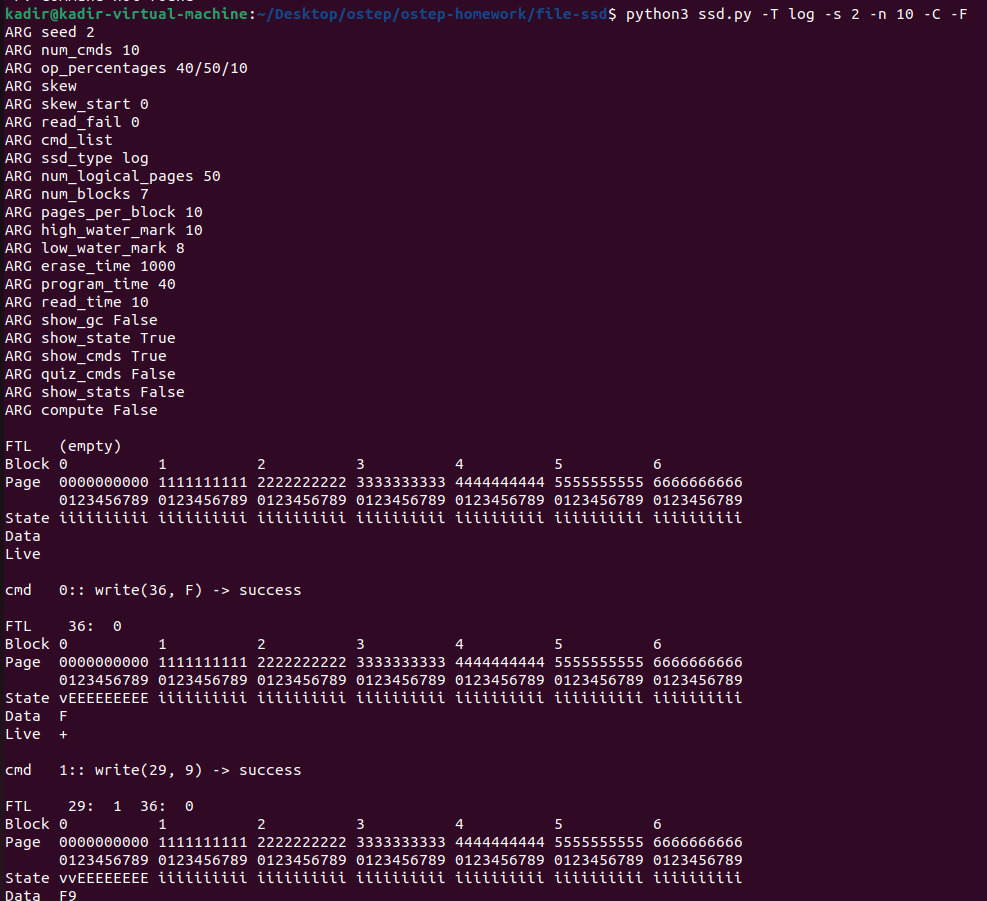 kadir@kadir-virtual-machine:~/Desktop/ostep/ostep-homework/file-ssd$ python3 ssd.py -T log -s 2 -n 10 -C -F
ARG seed 2
ARG num_cmds 10
ARG op_percentages 40/50/10
ARG skew
ARG skew_start 0
ARG read_fail 0
ARG cmd_list
ARG ssd_type log
ARG num_logical_pages 50
ARG num_blocks 7
ARG pages_per_block 10
ARG high_water_mark 10
ARG low_water_mark 8
ARG erase_time 1000
ARG program_time 40
ARG read_time 10
ARG show_gc False
ARG show_state True
ARG show_cmds True
ARG quiz_cmds False
ARG show_stats False
ARG compute False

FTL   (empty)
Block 0          1          2          3          4          5          6
Page  0000000000 1111111111 2222222222 3333333333 4444444444 5555555555 6666666666
      0123456789 0123456789 0123456789 0123456789 0123456789 0123456789 0123456789
State iiiiiiiiii iiiiiiiiii iiiiiiiiii iiiiiiiiii iiiiiiiiii iiiiiiiiii iiiiiiiiii
Data
Live

cmd   0:: write(36, F) -> success

FTL    36:  0
Block 0          1          2          3          4          5          6
Page  0000000000 1111111111 2222222222 3333333333 4444444444 5555555555 6666666666
      0123456789 0123456789 0123456789 0123456789 0123456789 0123456789 0123456789
State vEEEEEEEEE iiiiiiiiii iiiiiiiiii iiiiiiiiii iiiiiiiiii iiiiiiiiii iiiiiiiiii
Data  F
Live  +

cmd   1:: write(29, 9) -> success

FTL    29:  1  36:  0
Block 0          1          2          3          4          5          6
Page  0000000000 1111111111 2222222222 3333333333 4444444444 5555555555 6666666666
      0123456789 0123456789 0123456789 0123456789 0123456789 0123456789 0123456789
State vvEEEEEEEE iiiiiiiiii iiiiiiiiii iiiiiiiiii iiiiiiiiii iiiiiiiiii iiiiiiiiii
Data  F9